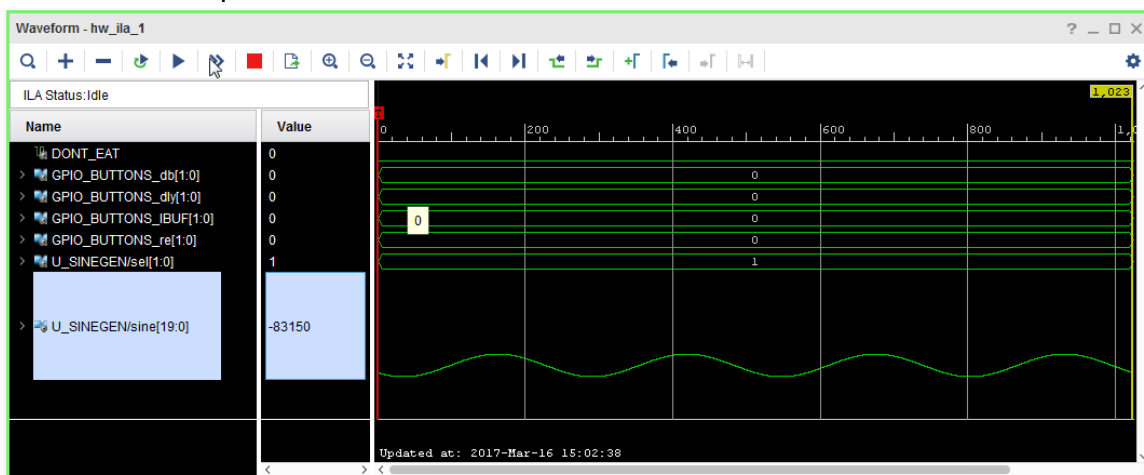 Waveform - hw_ila_1
ILA Status:Idle
1,023
Name Value
0 200 400 600 800
DONT_EAT 0
GPIO_BUTTONS_db[1:0] 0 0
GPIO_BUTTONS_dly[1:0] 0 0
GPIO_BUTTONS_IBUF[1:0] 0 0
0
GPIO_BUTTONS_re[1:0] 0 0
U_SINEGEN/sel[1:0] 1 1
U_SINEGEN/sine[19:0] -83150
Updated at: 2017-Mar-16 15:02:38